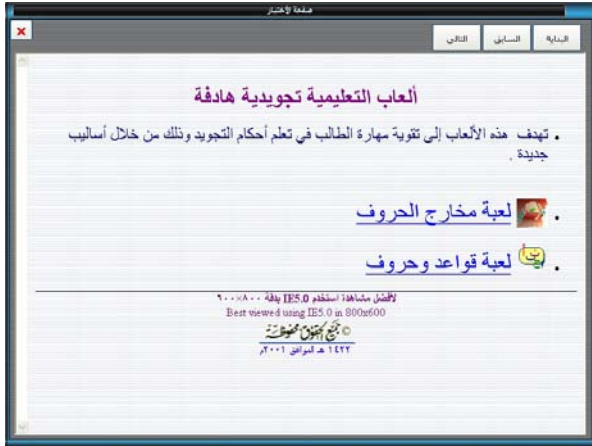 صفحة الأختبار
البداية السابق التالي
ألعاب التعليمية تجويدية هادفة
تهدف هذه الألعاب إلى تقوية مهارة الطالب في تعلم أحكام التجويد وذلك من خلال أساليب
جديدة .
لعبة مخارج الحروف
لعبة قواعد وحروف
لأفضل مشاهدة استخدم IE5.0 بدقة ٨٠٠×٦٠٠
Best viewed using IE5.0 in 800x600
© جميع الحقوق محفوظة
١٤٢٢ هـ الموافق ٢٠٠١م